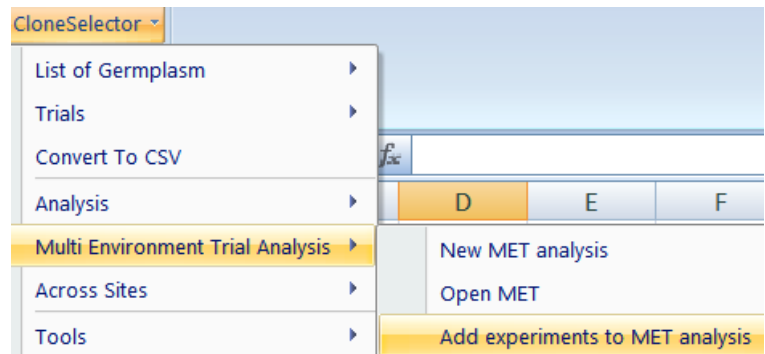 CloneSelector
List of Germplasm
Trials
Convert To CSV
fx
Analysis
D E F
Multi Environment Trial Analysis
New MET analysis
Across Sites
Open MET
Tools
Add experiments to MET analysis